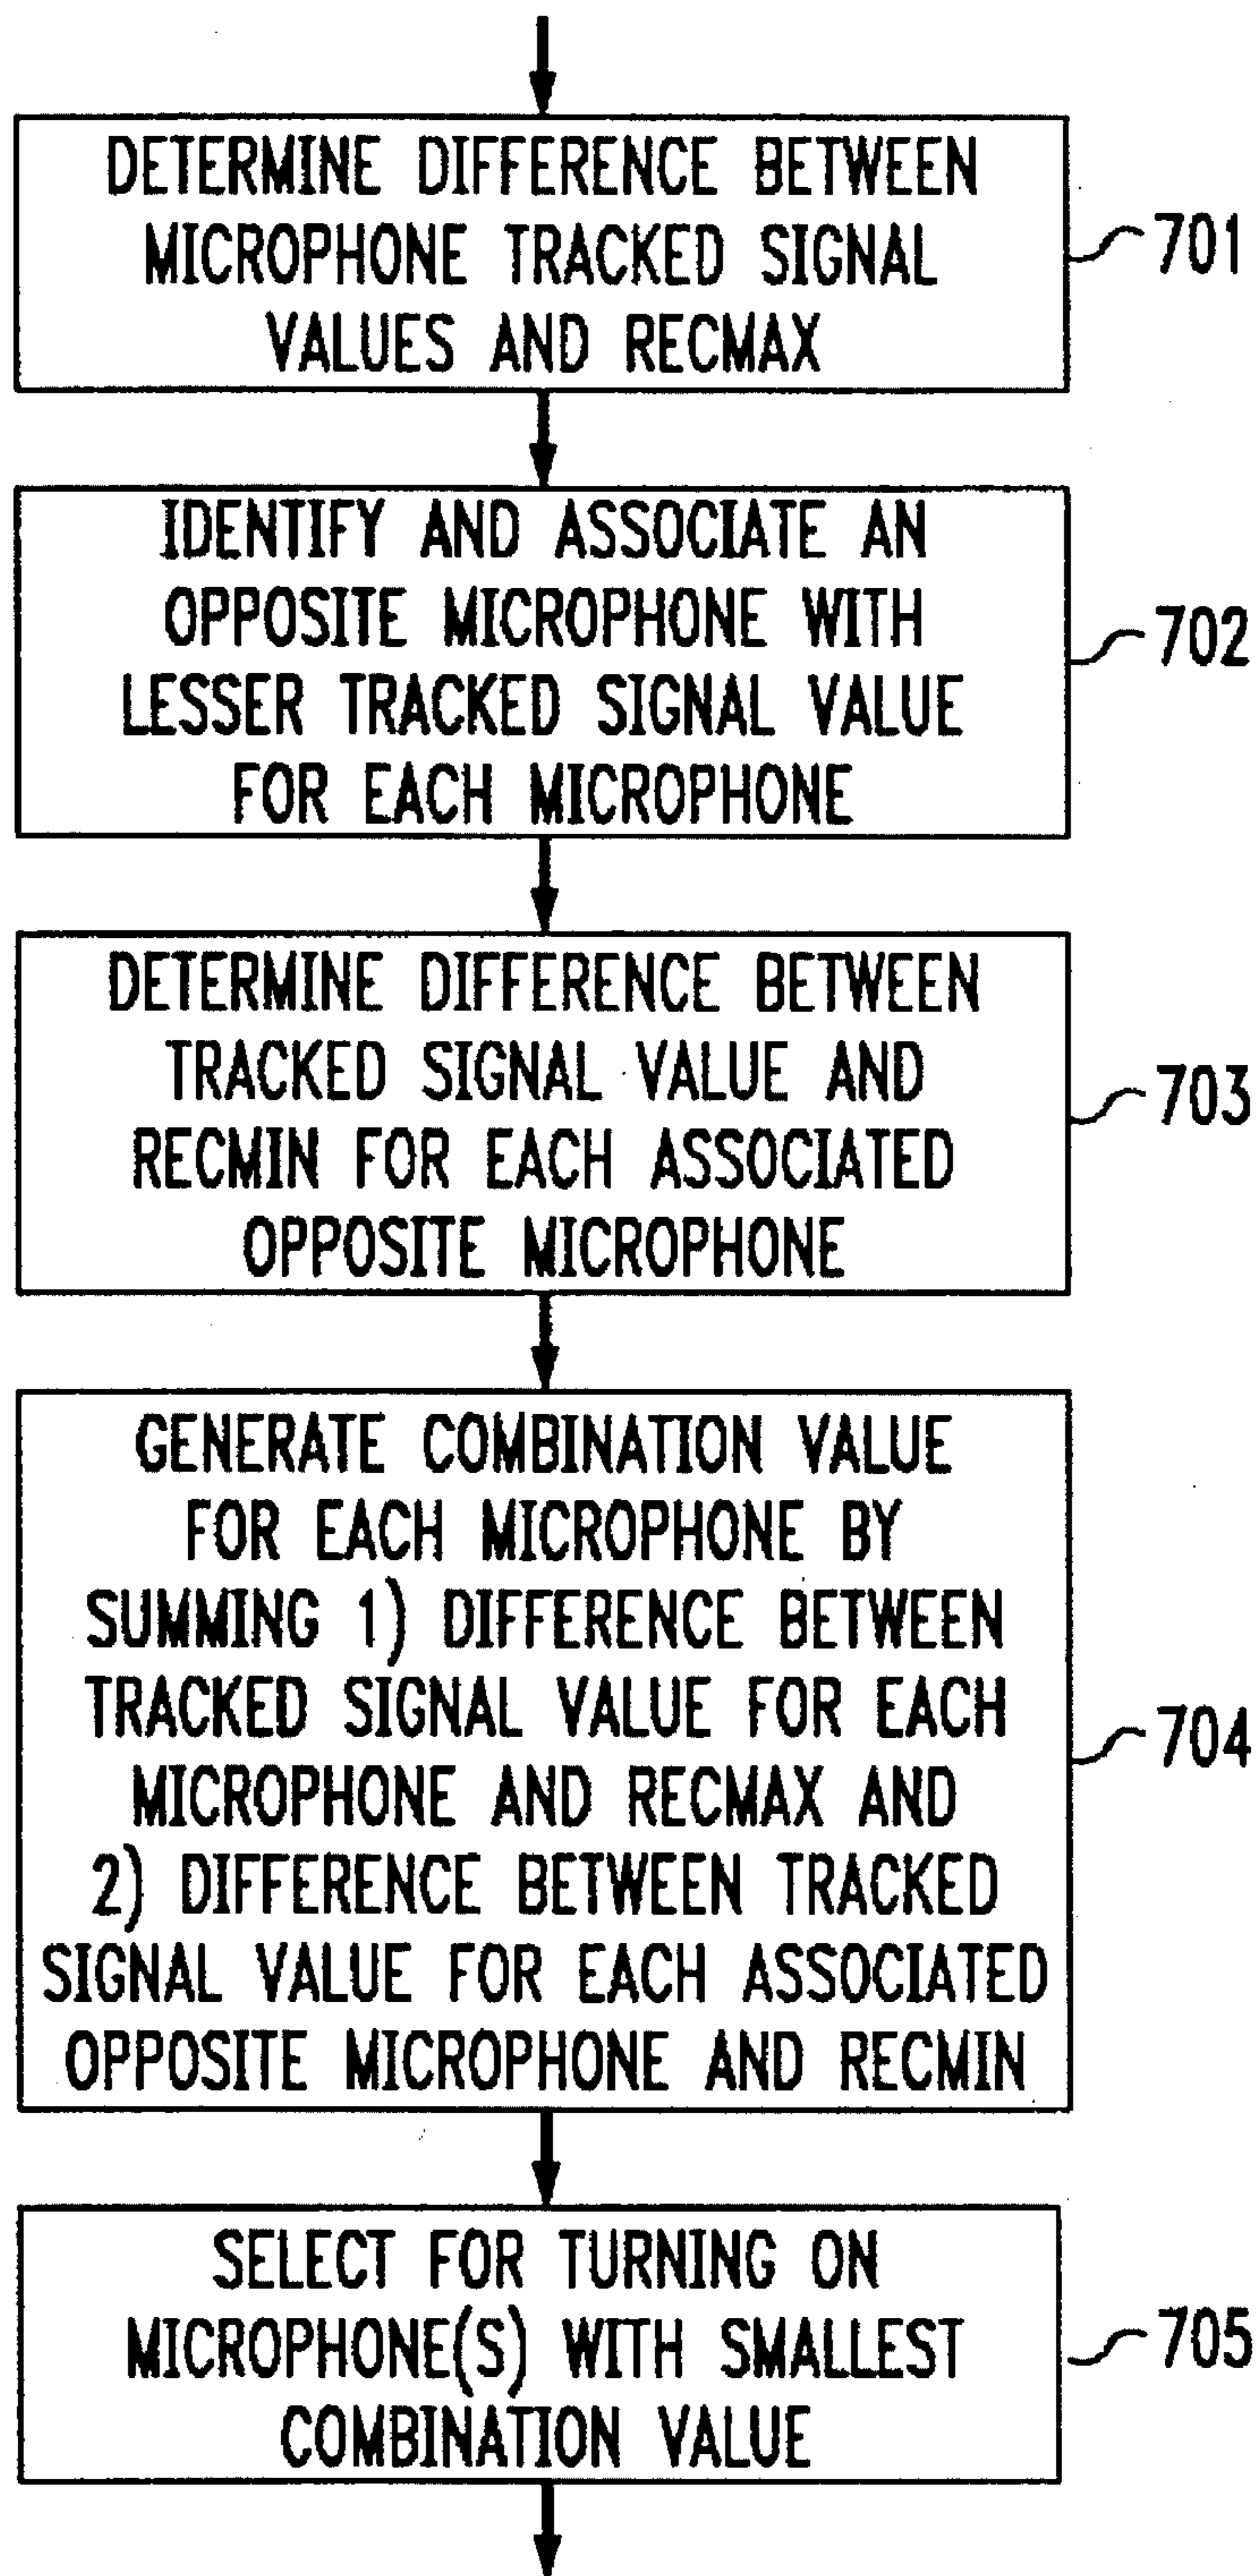 DETERMINE DIFFERENCE BETWEEN
MICROPHONE TRACKED SIGNAL
VALUES AND RECMAX
701
IDENTIFY AND ASSOCIATE AN
OPPOSITE MICROPHONE WITH
LESSER TRACKED SIGNAL VALUE
FOR EACH MICROPHONE
702
DETERMINE DIFFERENCE BETWEEN
TRACKED SIGNAL VALUE AND
RECMIN FOR EACH ASSOCIATED
OPPOSITE MICROPHONE
703
GENERATE COMBINATION VALUE
FOR EACH MICROPHONE BY
SUMMING 1) DIFFERENCE BETWEEN
TRACKED SIGNAL VALUE FOR EACH
MICROPHONE AND RECMAX AND
2) DIFFERENCE BETWEEN TRACKED
SIGNAL VALUE FOR EACH ASSOCIATED
OPPOSITE MICROPHONE AND RECMIN
704
SELECT FOR TURNING ON
MICROPHONE(S) WITH SMALLEST
COMBINATION VALUE
705